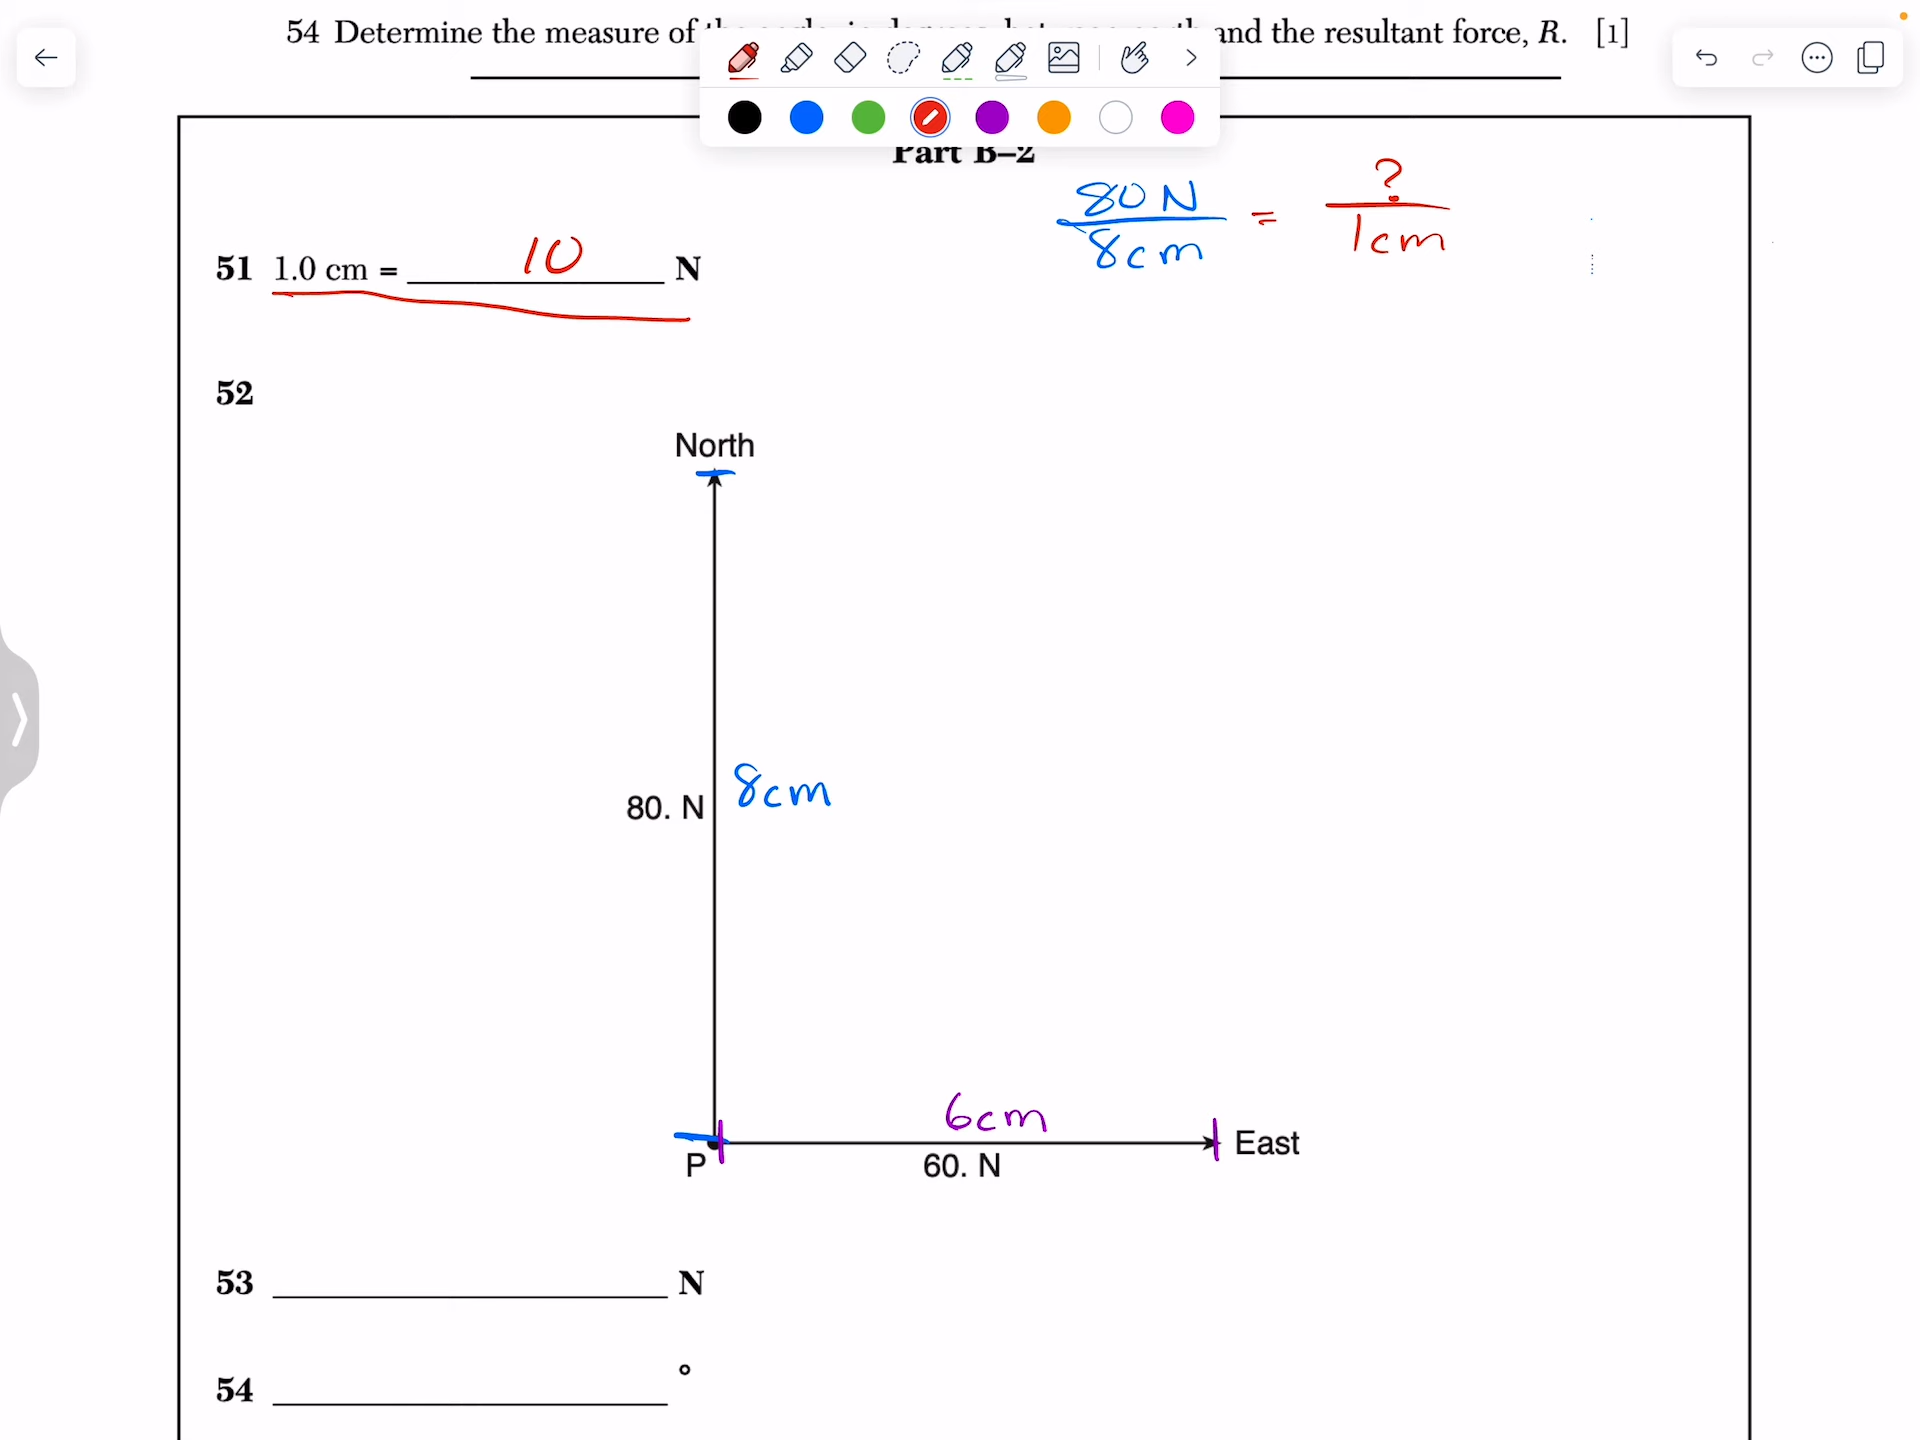 54 Determine the measure of and the resultant force, R. [1]
Part B–2
80 N / 8cm = ? / 1cm
51 1.0 cm = 10 N
52
North
80. N 8cm
6cm
East
P 60. N
53 N
54 °